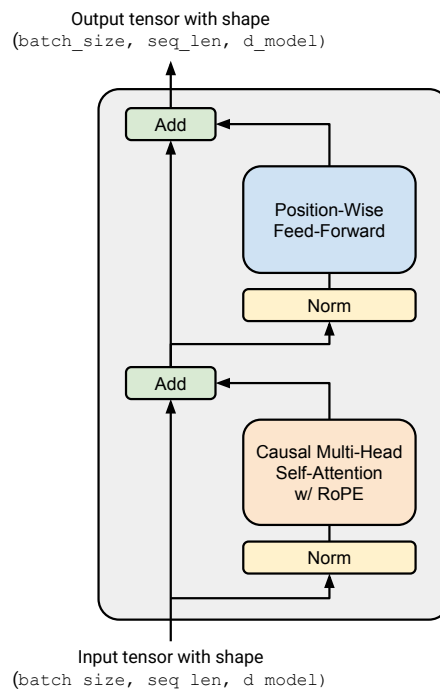 Output tensor with shape
(batch_size, seq_len, d_model)
Add
Position-Wise
Feed-Forward
Norm
Add
Causal Multi-Head
Self-Attention
w/ RoPE
Norm
Input tensor with shape
(batch_size, seq_len, d_model)